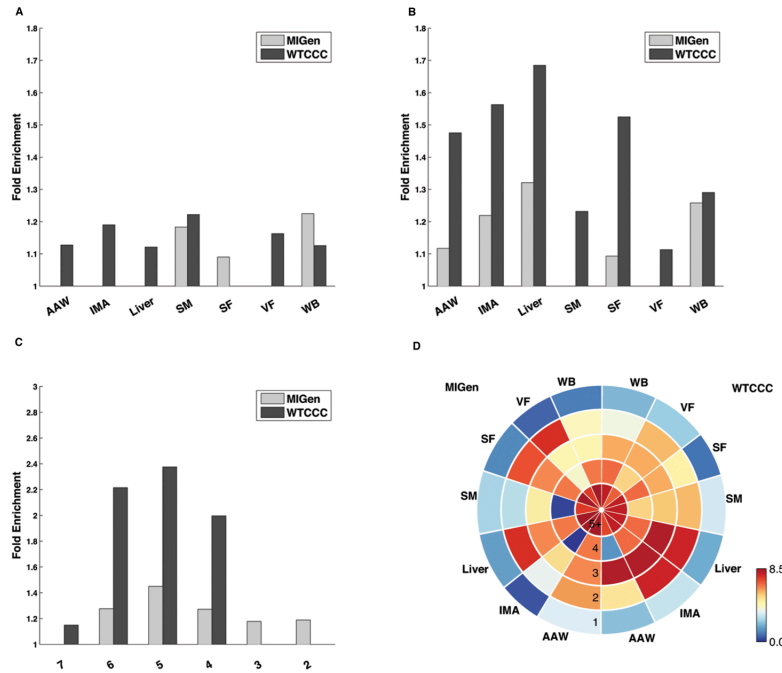 A
1.8
1.7
1.6
1.5
1.4
1.3
1.2
1.1
1
Fold Enrichment
MIGen
WTCCC
AAW IMA Liver SM SF VF WB
B
1.8
1.7
1.6
1.5
1.4
1.3
1.2
1.1
1
Fold Enrichment
MIGen
WTCCC
AAW IMA Liver SM SF VF WB
C
3
2.8
2.6
2.4
2.2
2
1.8
1.6
1.4
1.2
1
Fold Enrichment
MIGen
WTCCC
7 6 5 4 3 2
D
MIGen
WTCCC
WB
WB
VF
VF
SF
SF
SM
SM
Liver
Liver
IMA
IMA
AAW
AAW
5+
4
3
2
1
8.5
0.0